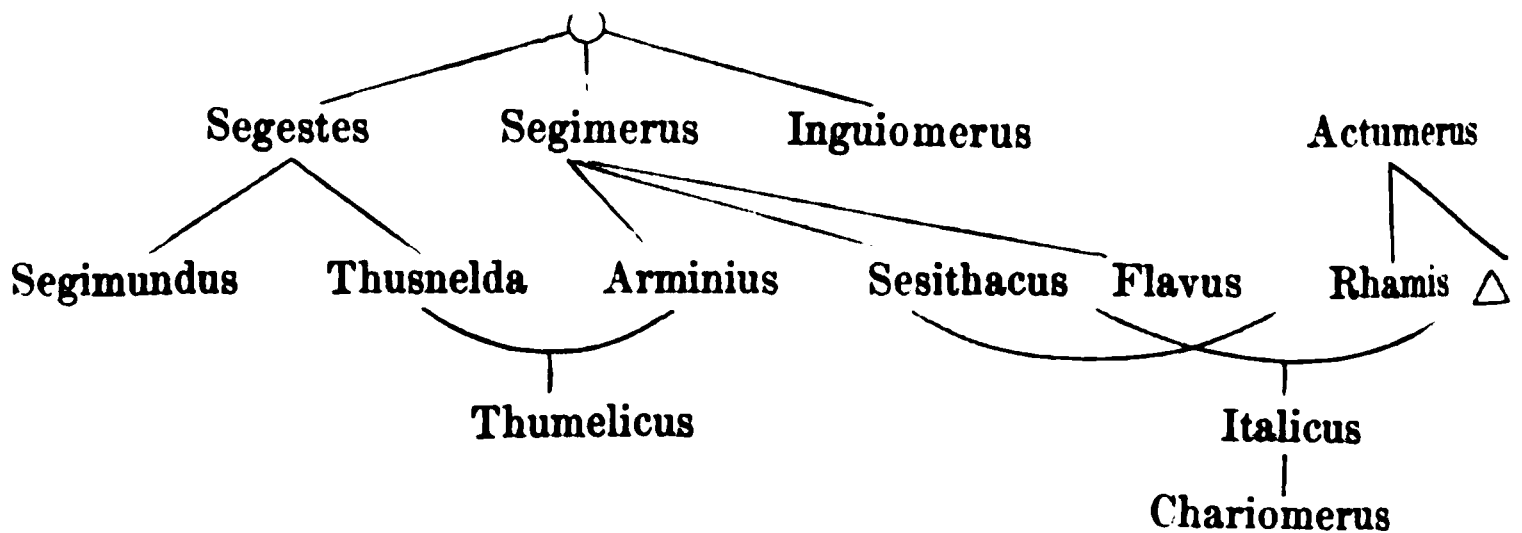 Segestes Segimerus Inguiomerus Actumerus
Segimundus Thusnelda Arminius Sesithacus Flavus Rhamis
Thumelicus Italicus
Chariomerus